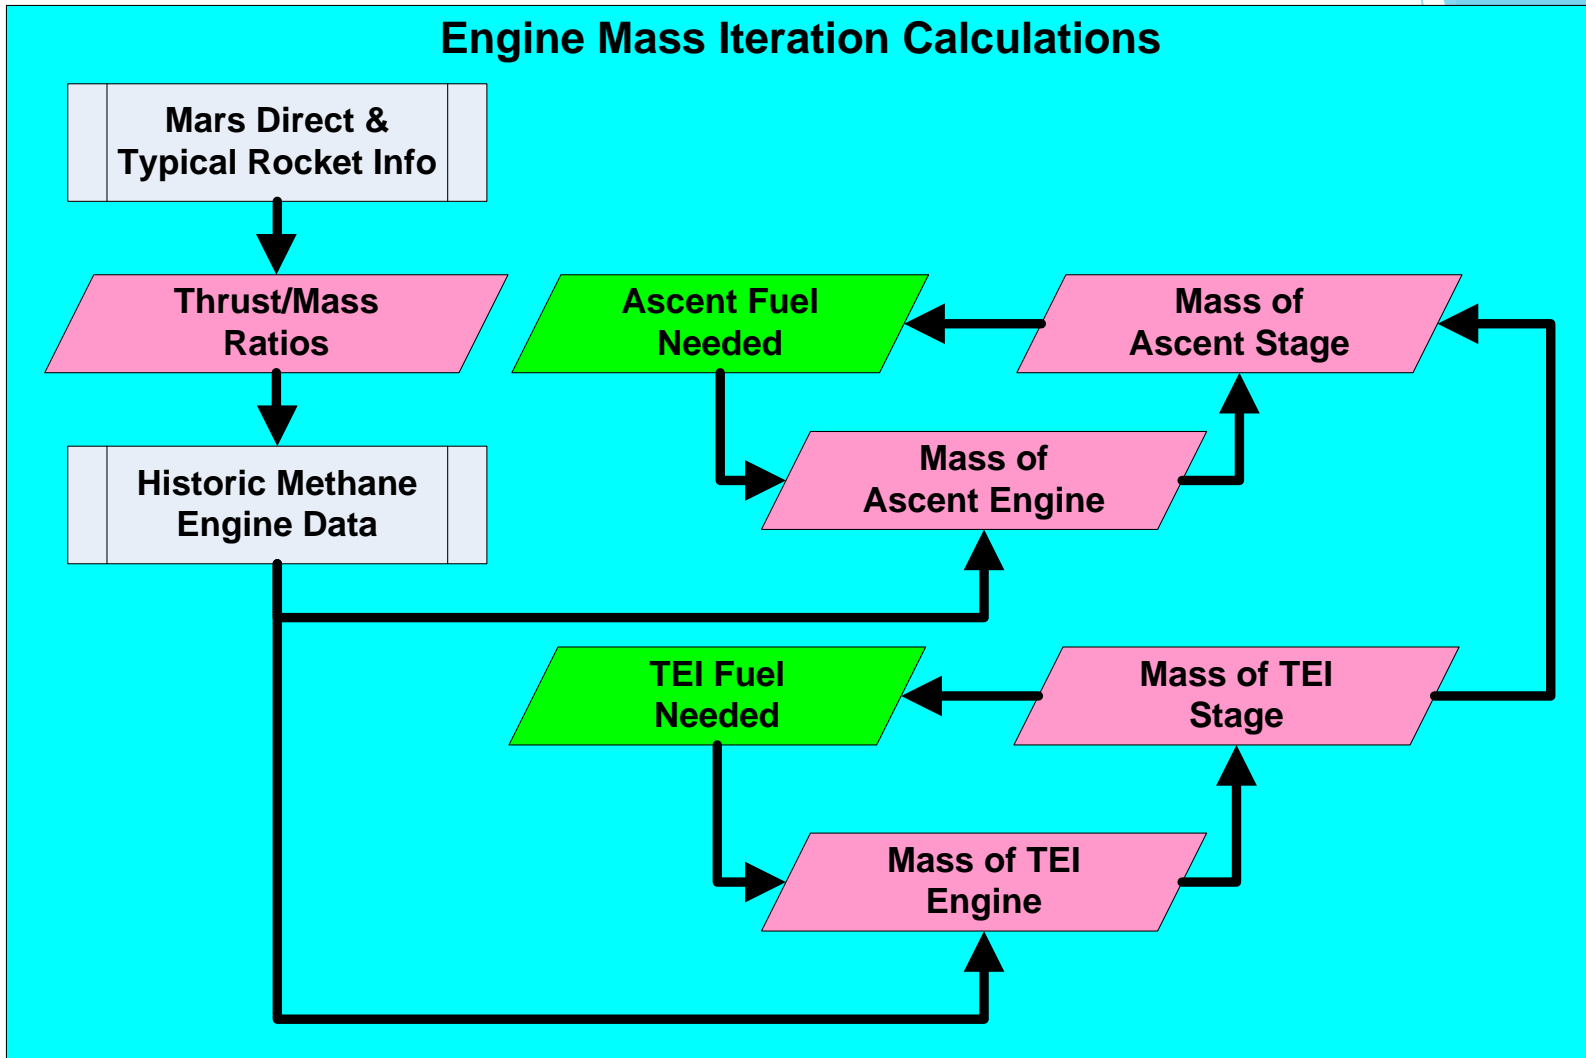 Engine Mass Iteration Calculations
Mars Direct &
Typical Rocket Info
Thrust/Mass
Ratios
Historic Methane
Engine Data
Ascent Fuel
Needed
Mass of
Ascent Stage
Mass of
Ascent Engine
TEI Fuel
Needed
Mass of TEI
Stage
Mass of TEI
Engine